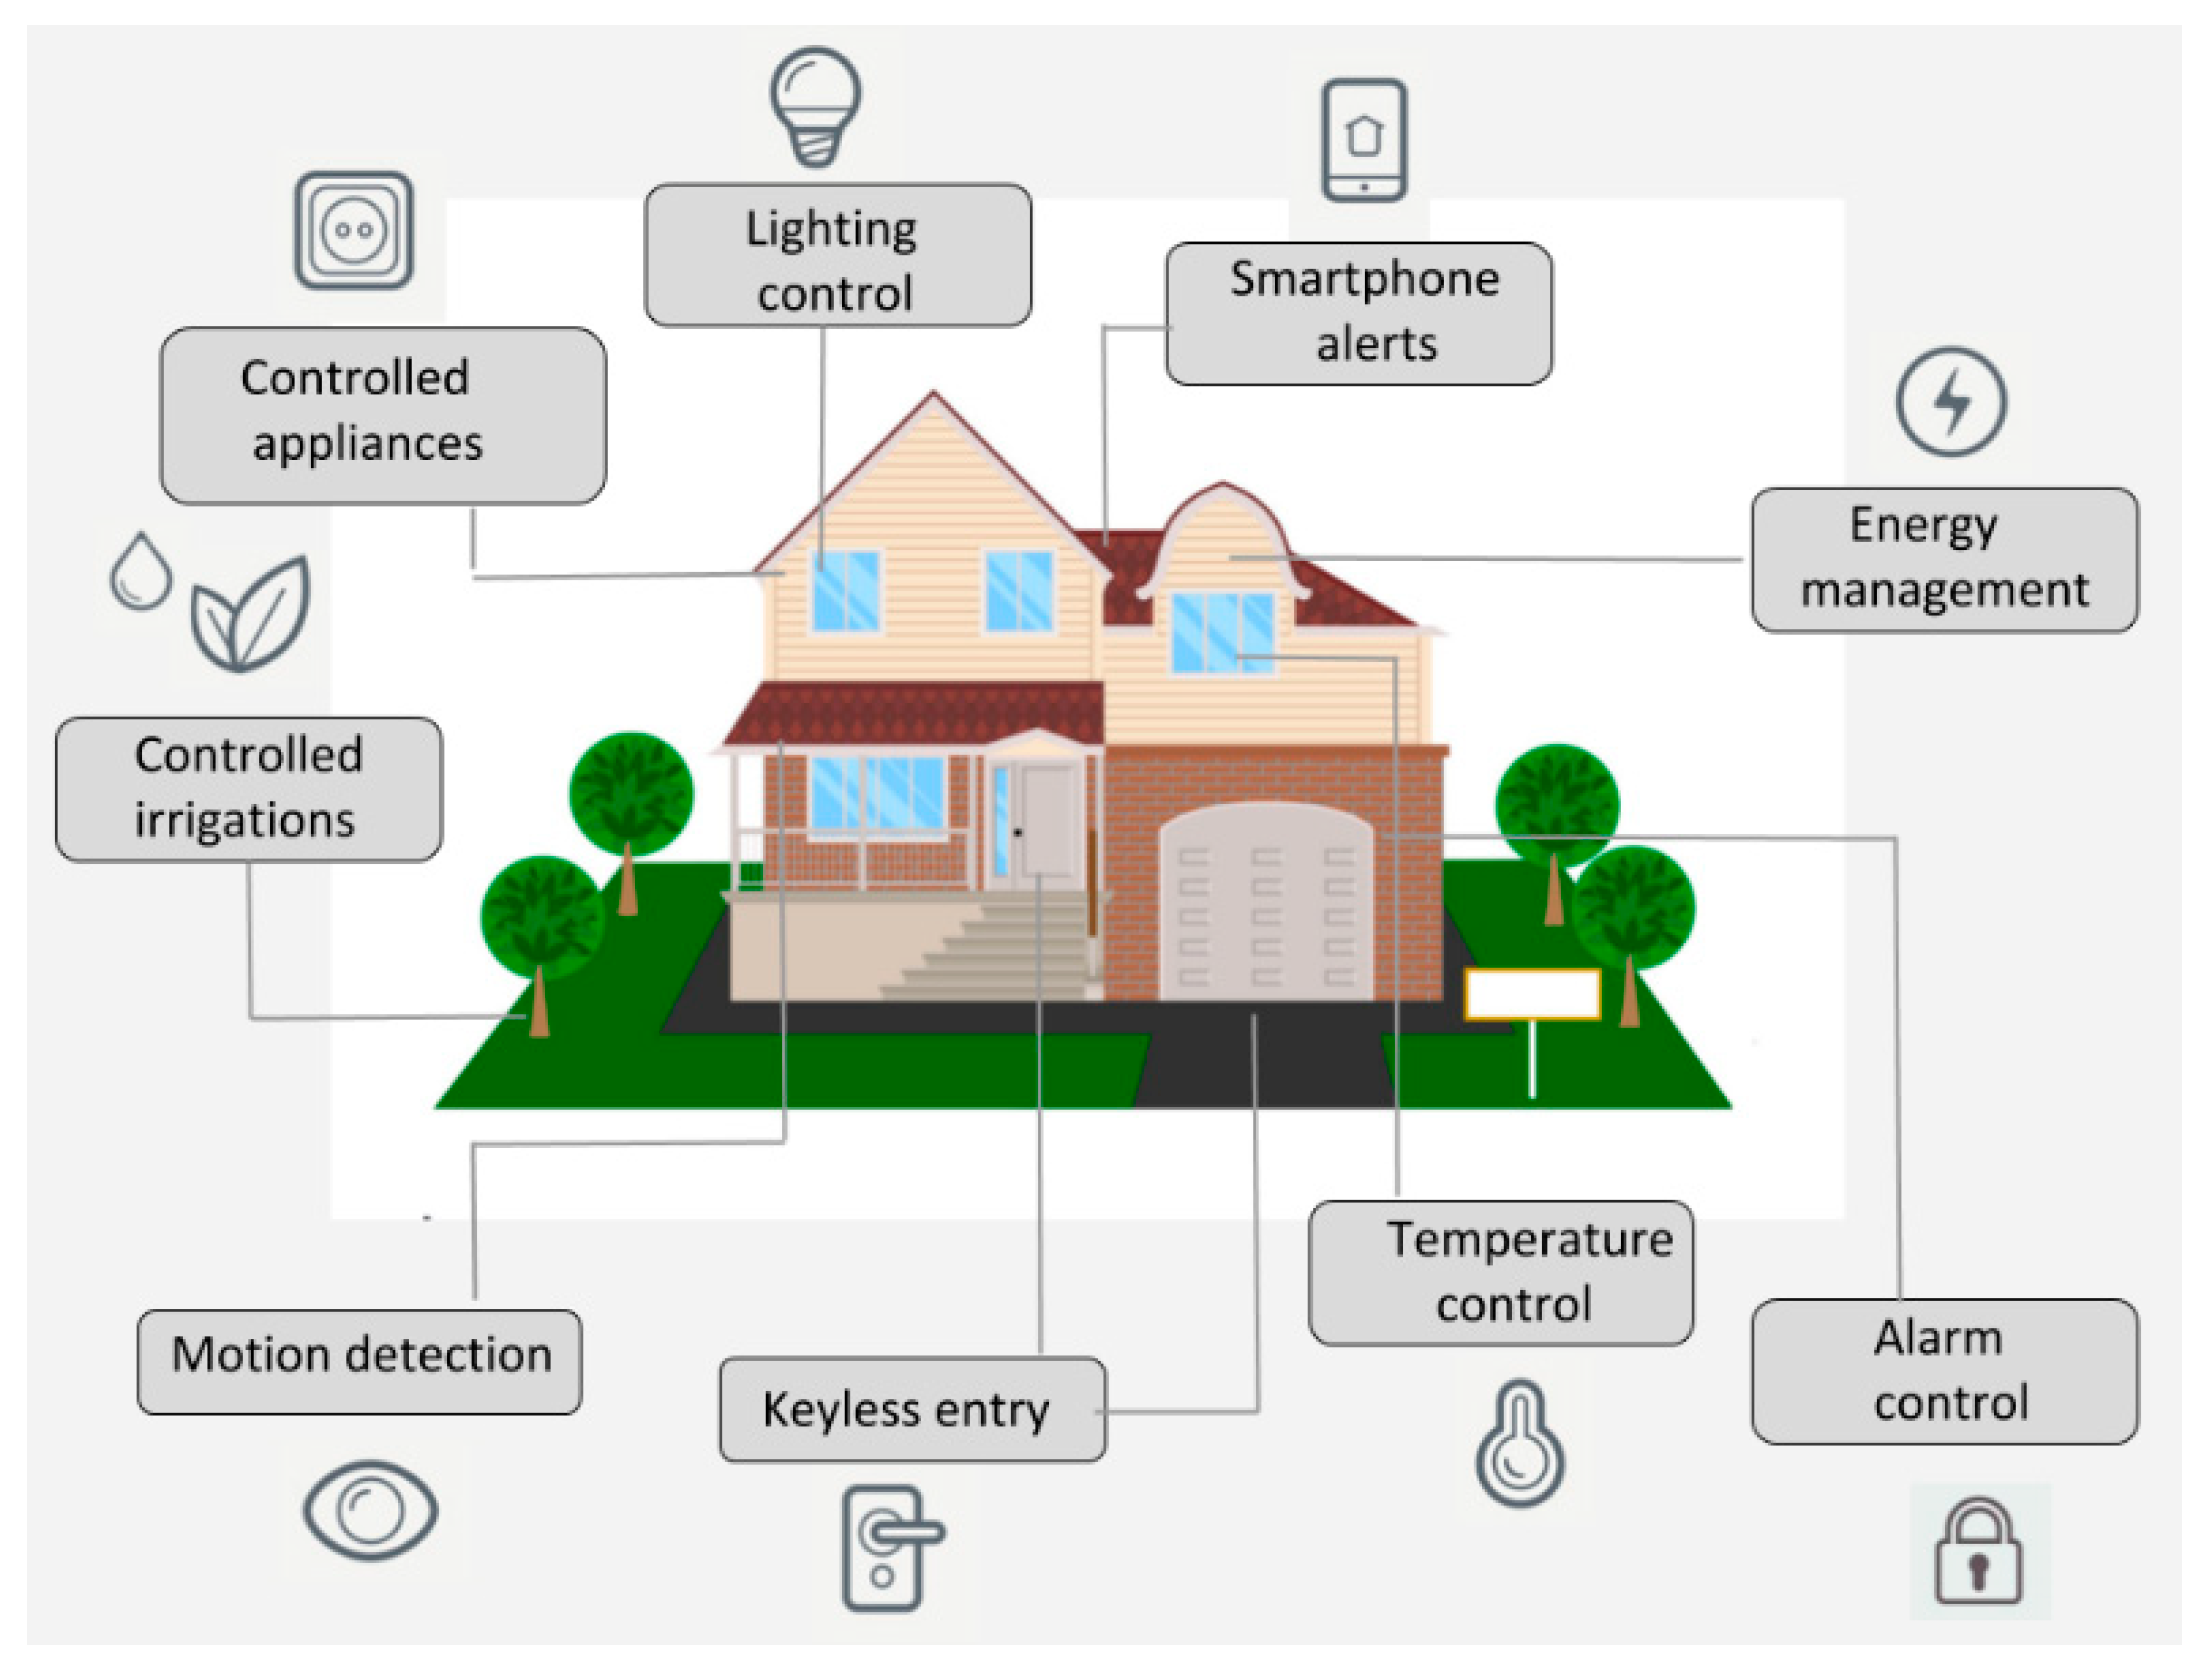 Lighting
control
Smartphone
alerts
Controlled
appliances
Energy
management
Controlled
irrigations
Temperature
control
Motion detection
Keyless entry
Alarm
control